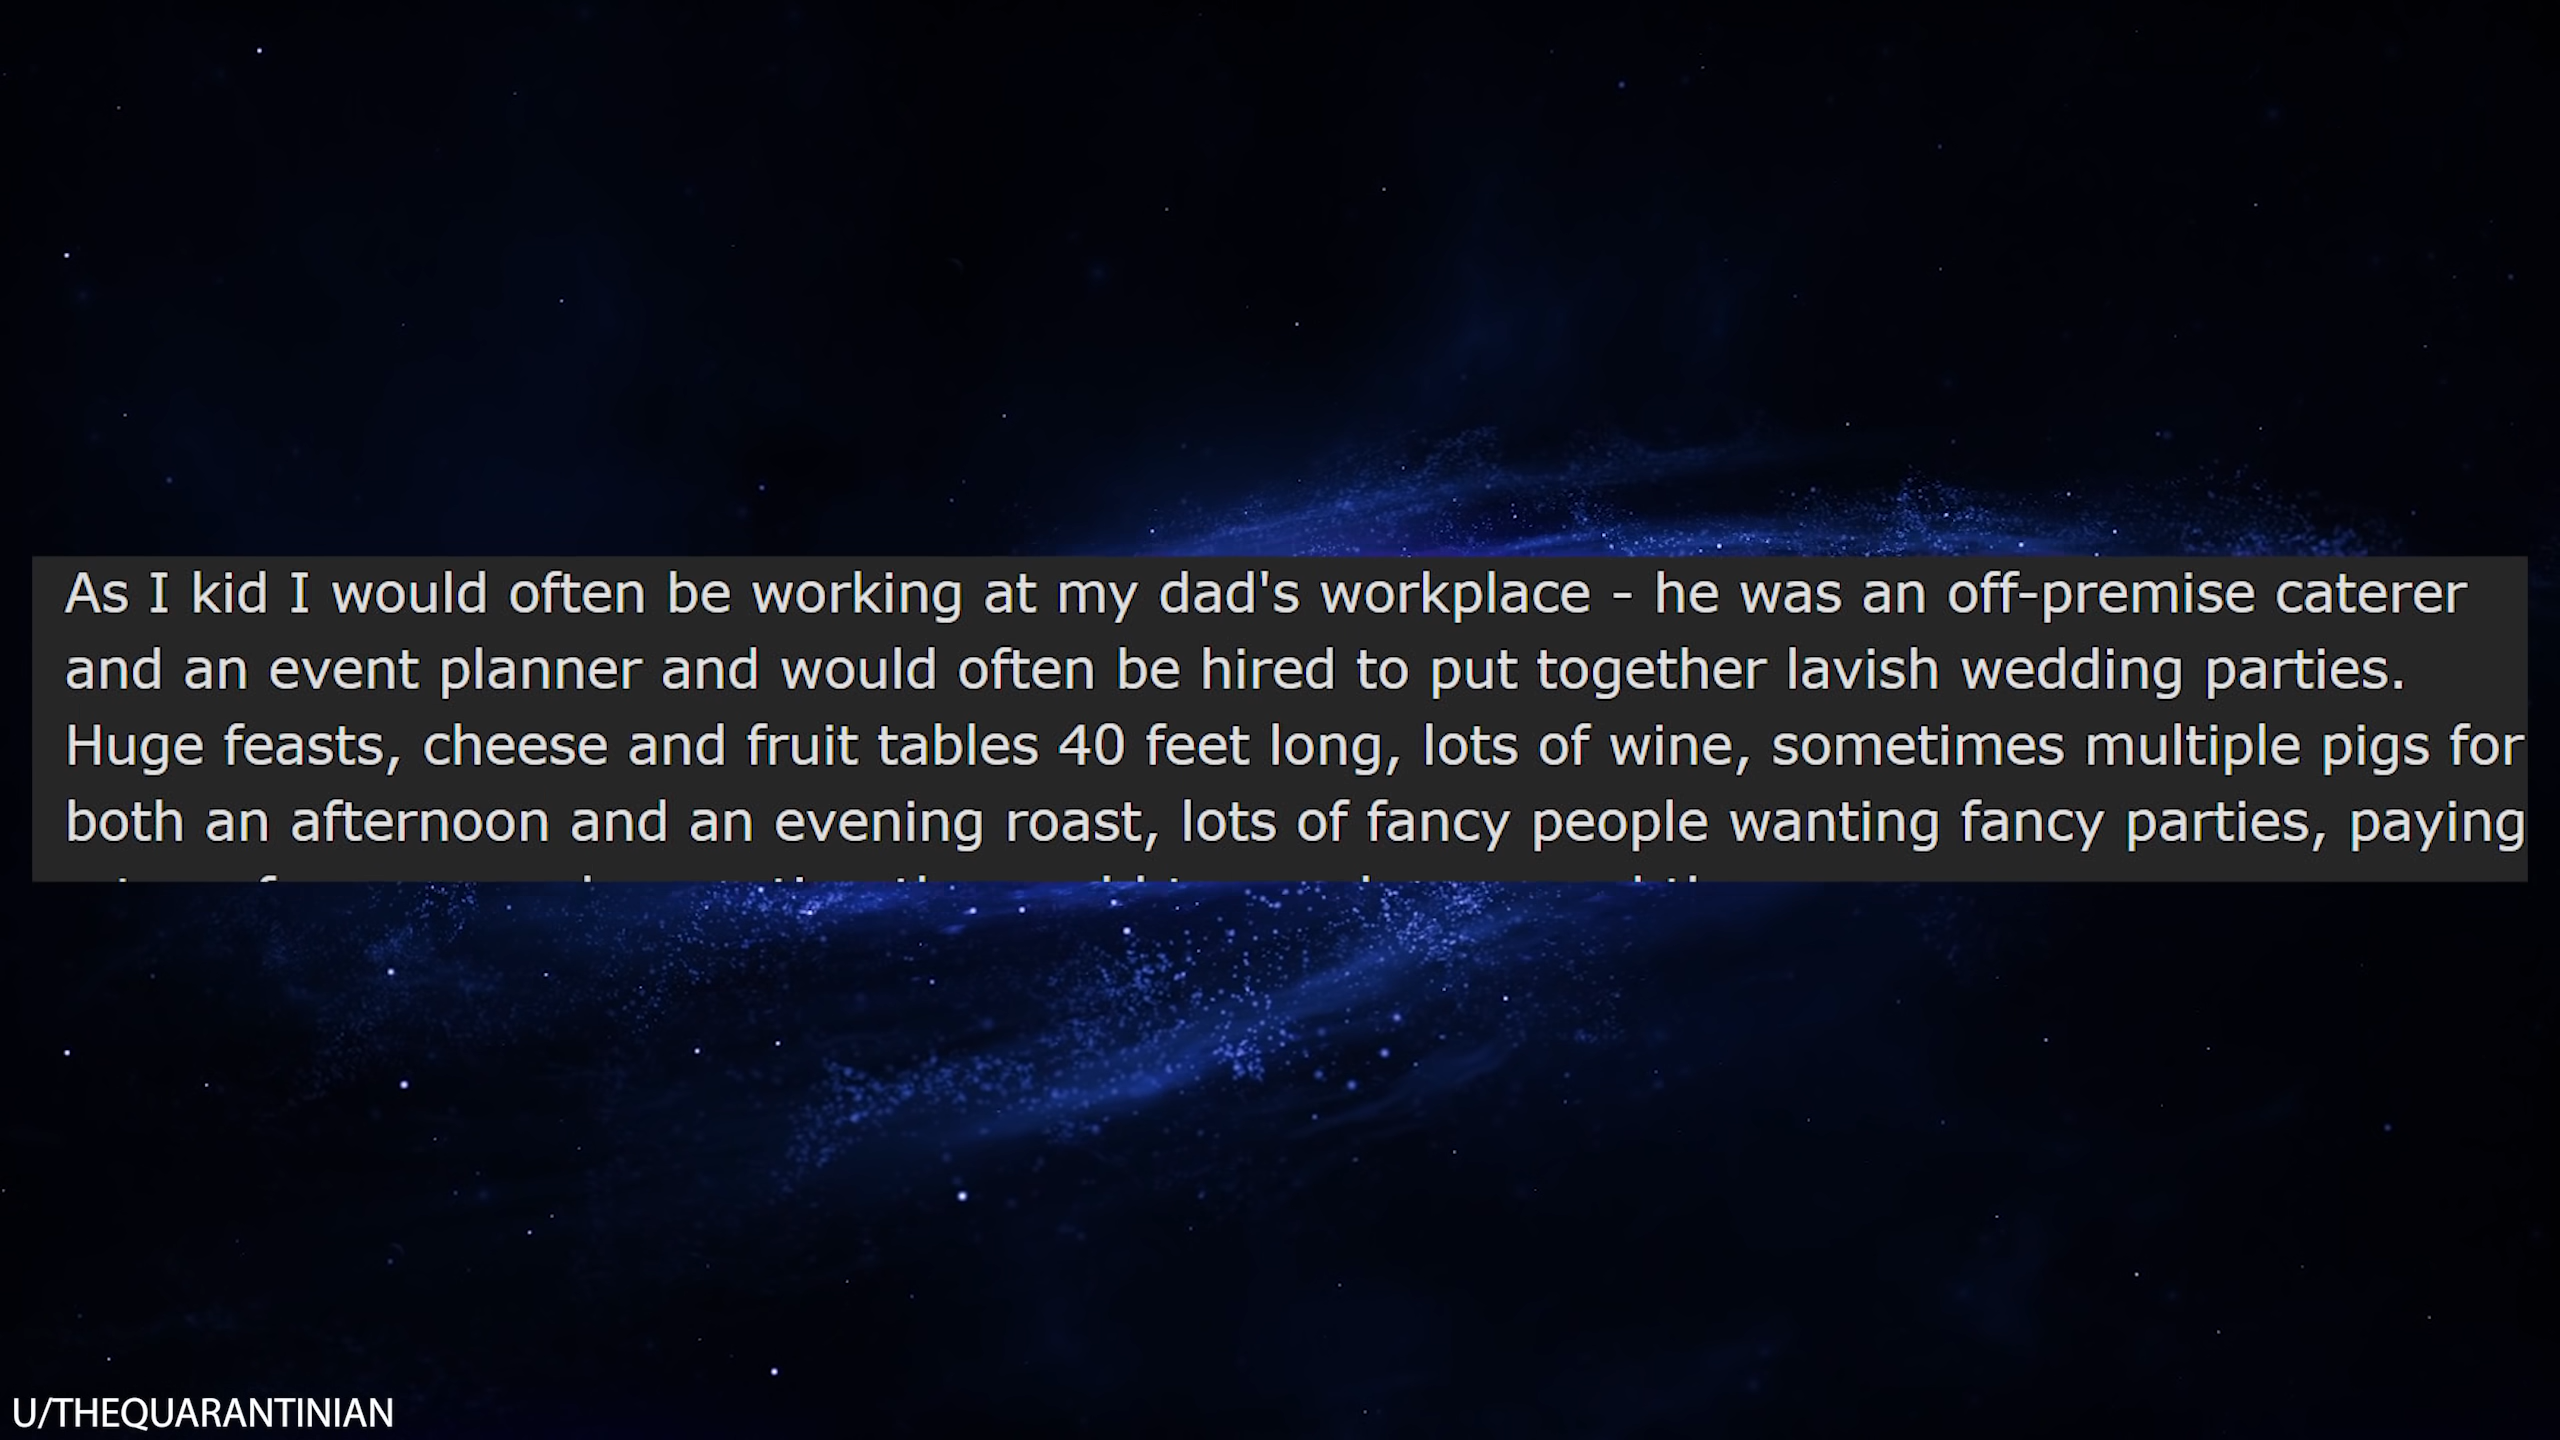 As I kid I would often be working at my dad's workplace - he was an off-premise caterer
and an event planner and would often be hired to put together lavish wedding parties.
Huge feasts, cheese and fruit tables 40 feet long, lots of wine, sometimes multiple pigs for
both an afternoon and an evening roast, lots of fancy people wanting fancy parties, paying
U/THEQUARANTINIAN